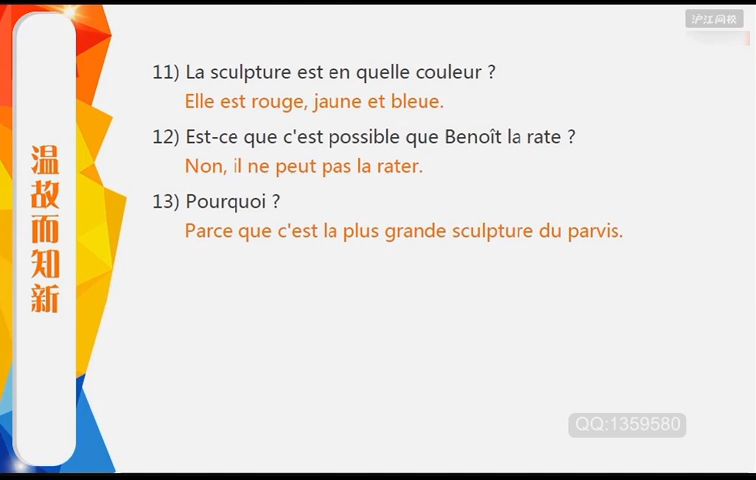 沪江网校
11) La sculpture est en quelle couleur ?
Elle est rouge, jaune et bleue.
12) Est-ce que c'est possible que Benoît la rate ?
Non, il ne peut pas la rater.
13) Pourquoi ?
Parce que c'est la plus grande sculpture du parvis.
温故而知新
QQ:1359580